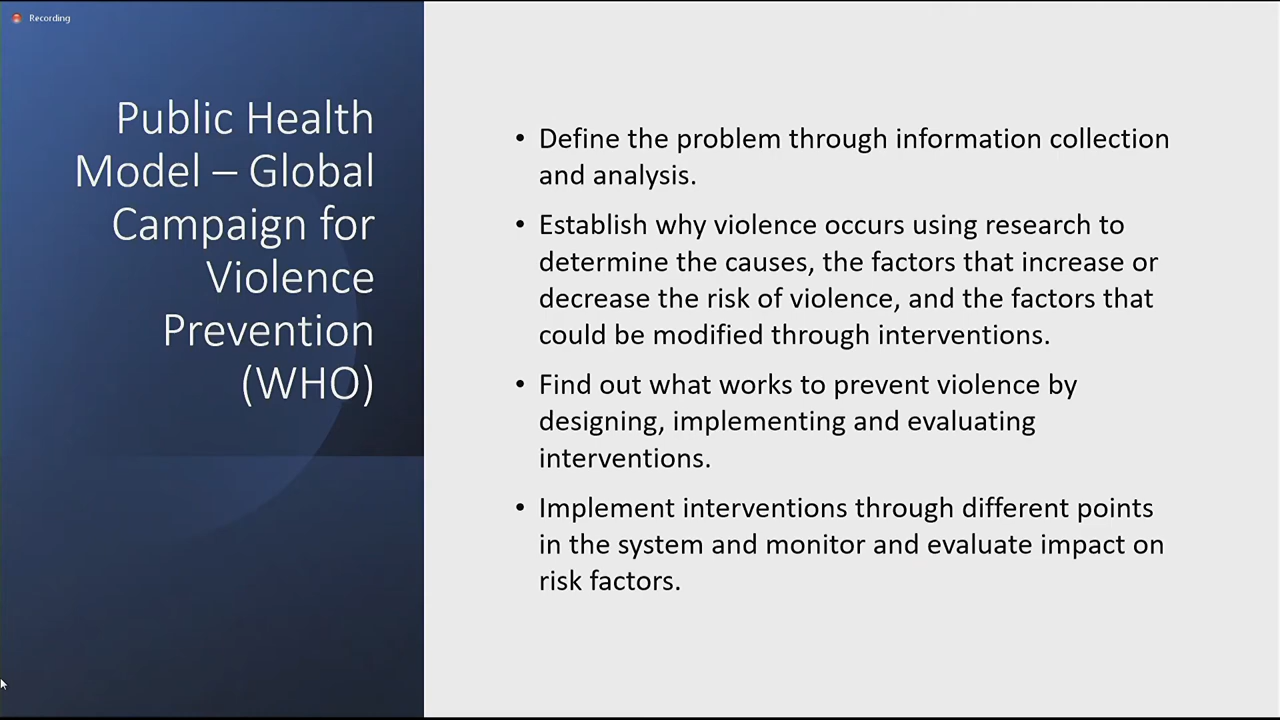 Recording
Public Health
Model – Global
Campaign for
Violence
Prevention
(WHO)
• Define the problem through information collection
and analysis.
• Establish why violence occurs using research to
determine the causes, the factors that increase or
decrease the risk of violence, and the factors that
could be modified through interventions.
• Find out what works to prevent violence by
designing, implementing and evaluating
interventions.
• Implement interventions through different points
in the system and monitor and evaluate impact on
risk factors.